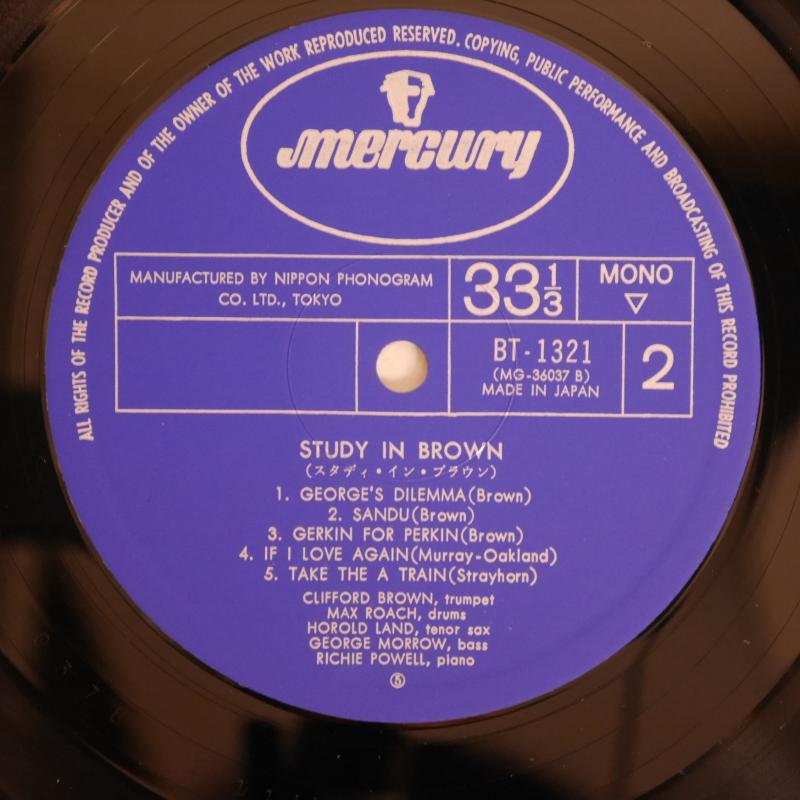 ALL RIGHTS OF THE RECORD PRODUCER AND OF THE OWNER OF THE WORK REPRODUCED RESERVED. COPYING, PUBLIC PERFORMANCE AND BROADCASTING OF THIS RECORD PROHIBITED
mercury
MANUFACTURED BY NIPPON PHONOGRAM
CO. LTD., TOKYO
33 1/3
MONO
▽
BT-1321
(MG-36037 B)
MADE IN JAPAN
2
STUDY IN BROWN
(スタディ・イン・ブラウン)
1. GEORGE'S DILEMMA(Brown)
2. SANDU(Brown)
3. GERKIN FOR PERKIN(Brown)
4. IF I LOVE AGAIN(Murray-Oakland)
5. TAKE THE A TRAIN(Strayhorn)
CLIFFORD BROWN, trumpet
MAX ROACH, drums
HOROLD LAND, tenor sax
GEORGE MORROW, bass
RICHIE POWELL, piano
⑤